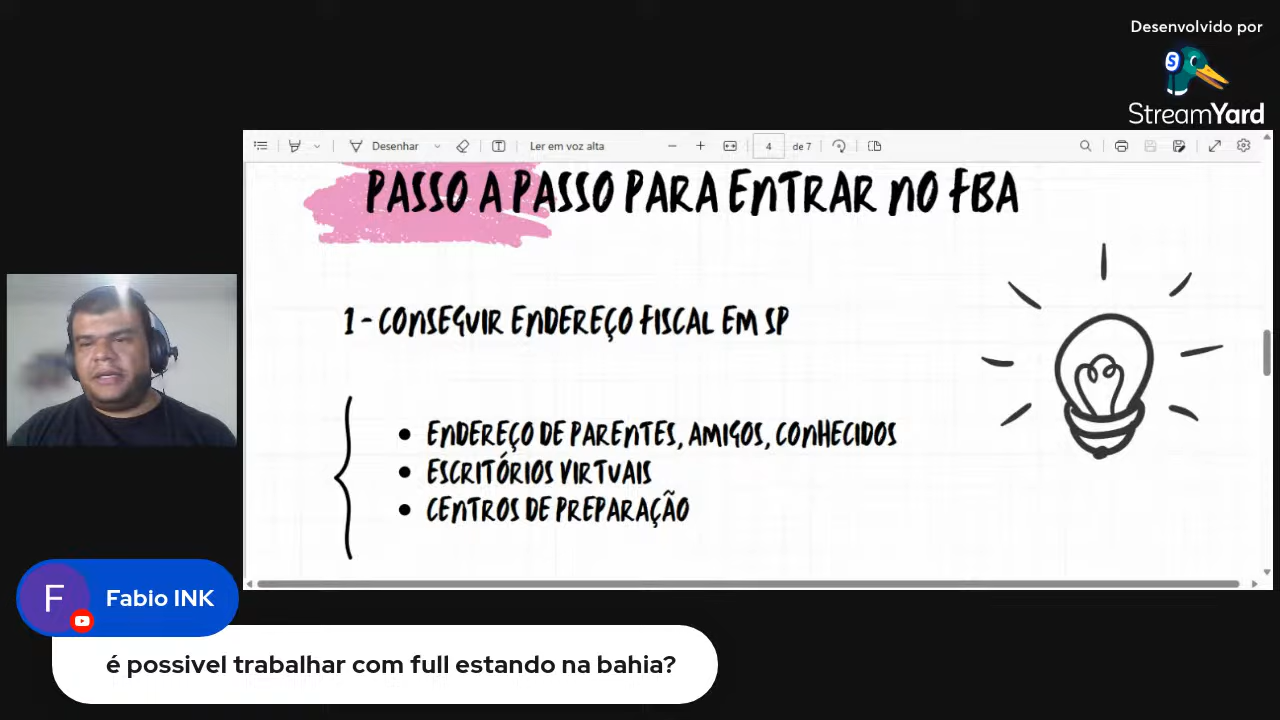 Desenvolvido por
S
StreamYard
Desenhar
Ler em voz alta
4
de 7
PASSO A PASSO PARA ENTRAR NO FBA
1 - CONSEGUIR ENDEREÇO FISCAL EM SP
• ENDEREÇO DE PARENTES, AMIGOS, CONHECIDOS
• ESCRITÓRIOS VIRTUAIS
• CENTROS DE PREPARAÇÃO
F
Fabio INK
é possivel trabalhar com full estando na bahia?